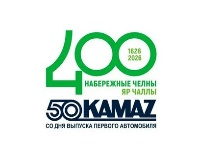 400
1626
2026
НАБЕРЕЖНЫЕ ЧЕЛНЫ
ЯР ЧАЛЛЫ
50 KAMAZ
СО ДНЯ ВЫПУСКА ПЕРВОГО АВТОМОБИЛЯ